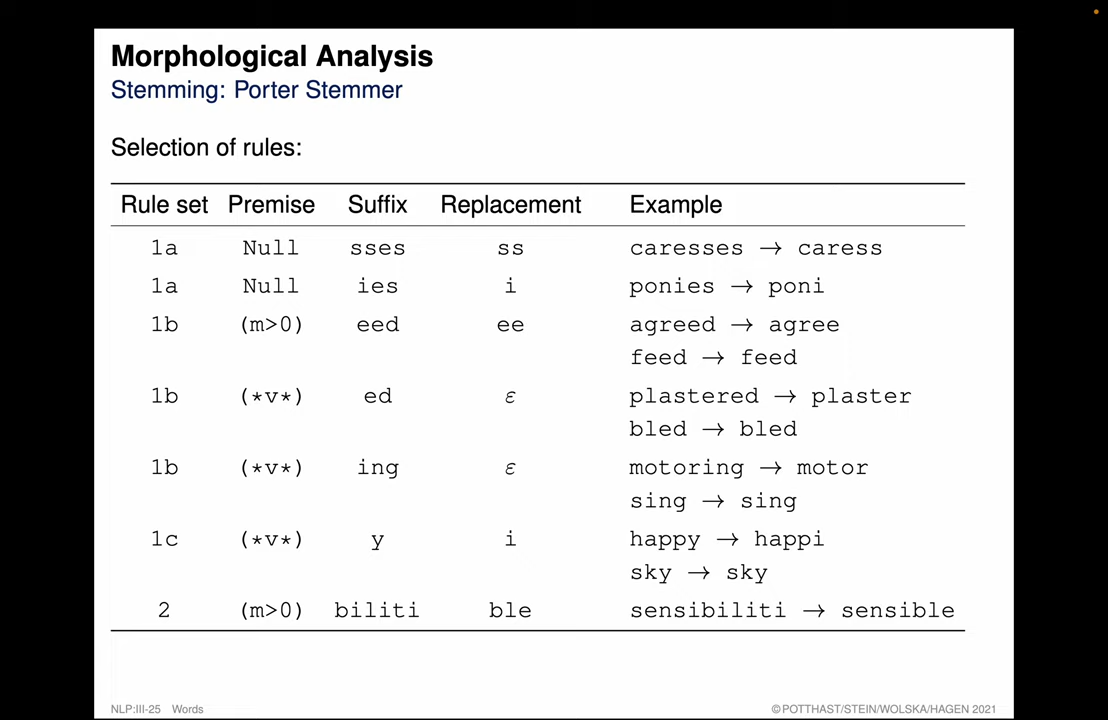 Morphological Analysis
Stemming: Porter Stemmer
Selection of rules:
Rule set Premise Suffix Replacement Example
1a Null sses ss caresses → caress
1a Null ies i ponies → poni
1b (m>0) eed ee agreed → agree
feed → feed
1b (*v*) ed ε plastered → plaster
bled → bled
1b (*v*) ing ε motoring → motor
sing → sing
1c (*v*) y i happy → happi
sky → sky
2 (m>0) biliti ble sensibiliti → sensible
NLP:III-25 Words ©POTTHAST/STEIN/WOLSKA/HAGEN 2021